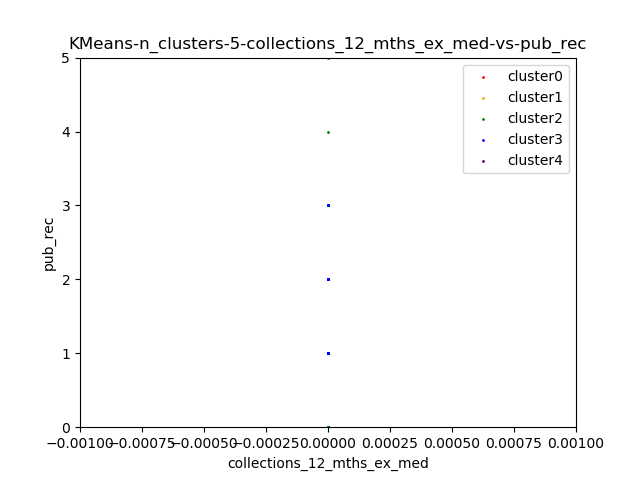 KMeans-n_clusters-5-collections_12_mths_ex_med-vs-pub_rec
cluster0
cluster1
cluster2
cluster3
cluster4
pub_rec
5
4
3
2
1
0
−0.00100 −0.00075 −0.00050 −0.00025 0.00000 0.00025 0.00050 0.00075 0.00100
collections_12_mths_ex_med